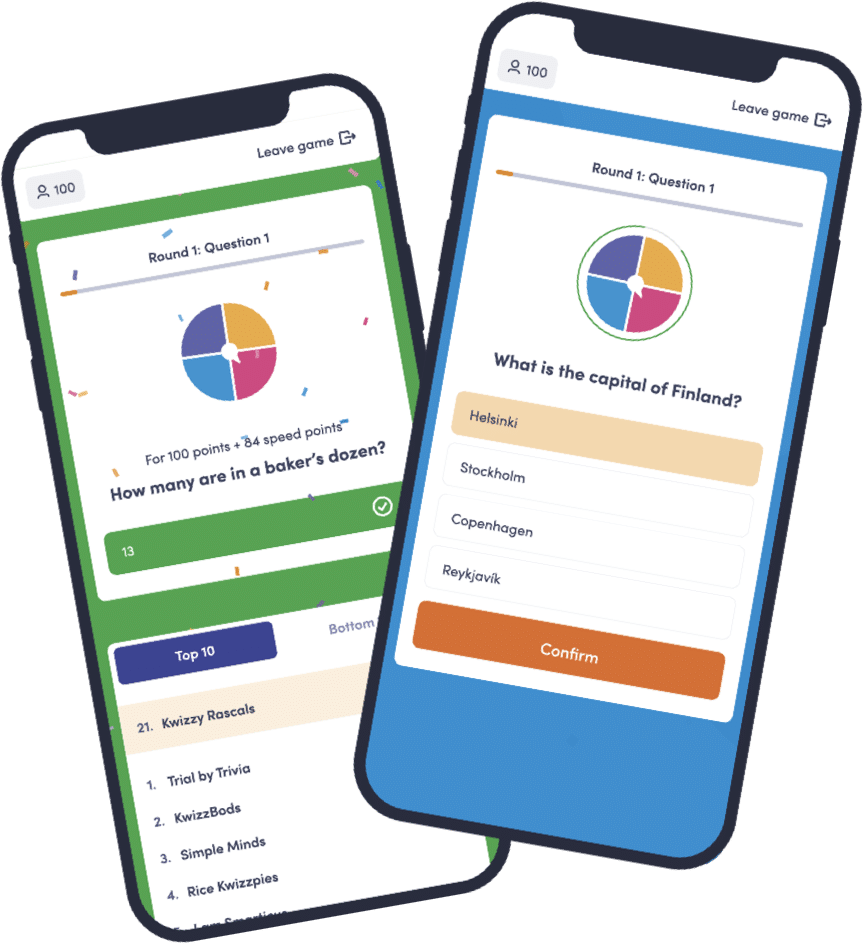 100
Leave game
Round 1: Question 1
For 100 points + 84 speed points
How many are in a baker's dozen?
13
Top 10
Bottom
21. Kwizzy Rascals
1. Trial by Trivia
2. KwizzBods
3. Simple Minds
4. Rice Kwizzpies
100
Leave game
Round 1: Question 1
What is the capital of Finland?
Helsinki
Stockholm
Copenhagen
Reykjavík
Confirm